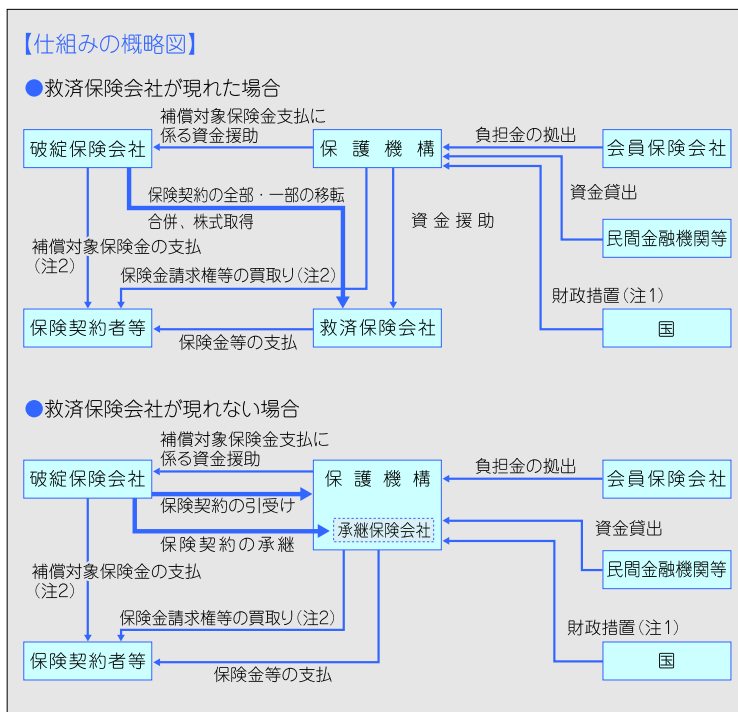 【仕組みの概略図】
●救済保険会社が現れた場合
補償対象保険金支払に
係る資金援助
負担金の拠出
破綻保険会社
保護機構
会員保険会社
保険契約の全部・一部の移転
合併、株式取得
資金援助
資金貸出
民間金融機関等
補償対象保険金の支払
(注2)
保険金請求権等の買取り(注2)
財政措置(注1)
保険契約者等
救済保険会社
国
保険金等の支払
●救済保険会社が現れない場合
補償対象保険金支払に
係る資金援助
負担金の拠出
破綻保険会社
保護機構
会員保険会社
保険契約の引受け
承継保険会社
資金貸出
保険契約の承継
民間金融機関等
補償対象保険金の支払
(注2)
保険金請求権等の買取り(注2)
財政措置(注1)
保険契約者等
国
保険金等の支払